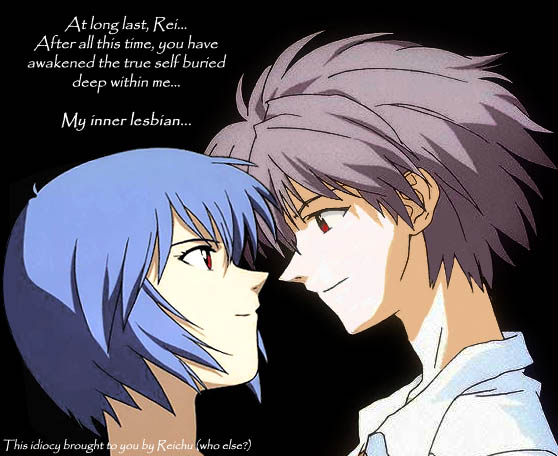 At long last, Rei...
After all this time, you have
awakened the true self buried
deep within me...
My inner lesbian...
This idiocy brought to you by Reichu (who else?)